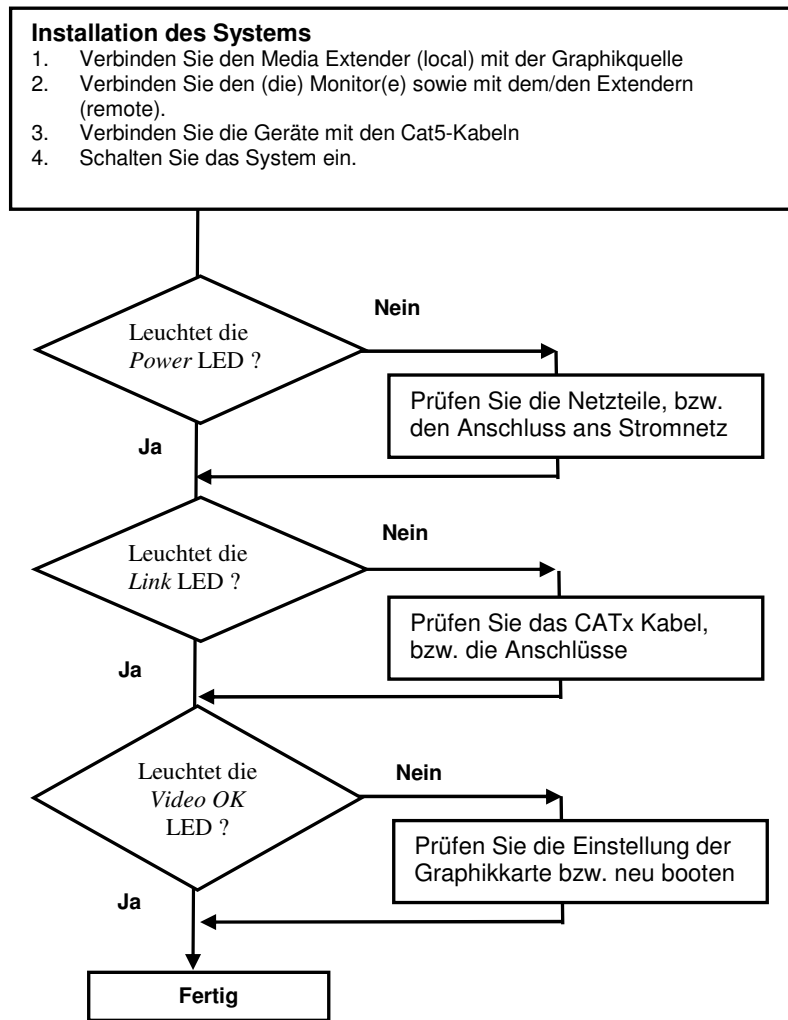 Installation des Systems
1. Verbinden Sie den Media Extender (local) mit der Graphikquelle
2. Verbinden Sie den (die) Monitor(e) sowie mit dem/den Extendern
(remote).
3. Verbinden Sie die Geräte mit den Cat5-Kabeln
4. Schalten Sie das System ein.
Nein
Leuchtet die
Power LED ?
Prüfen Sie die Netzteile, bzw.
den Anschluss ans Stromnetz
Ja
Nein
Leuchtet die
Link LED ?
Prüfen Sie das CATx Kabel,
bzw. die Anschlüsse
Ja
Nein
Leuchtet die
Video OK
LED ?
Prüfen Sie die Einstellung der
Graphikkarte bzw. neu booten
Ja
Fertig